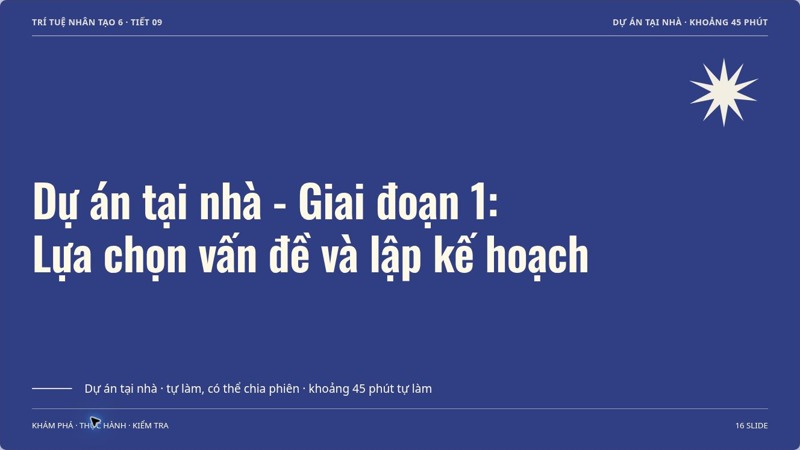 TRÍ TUỆ NHÂN TẠO 6 · TIẾT 09
DỰ ÁN TẠI NHÀ · KHOẢNG 45 PHÚT
Dự án tại nhà - Giai đoạn 1:
Lựa chọn vấn đề và lập kế hoạch
Dự án tại nhà · tự làm, có thể chia phiên · khoảng 45 phút tự làm
KHÁM PHÁ · THỰC HÀNH · KIỂM TRA
16 SLIDE